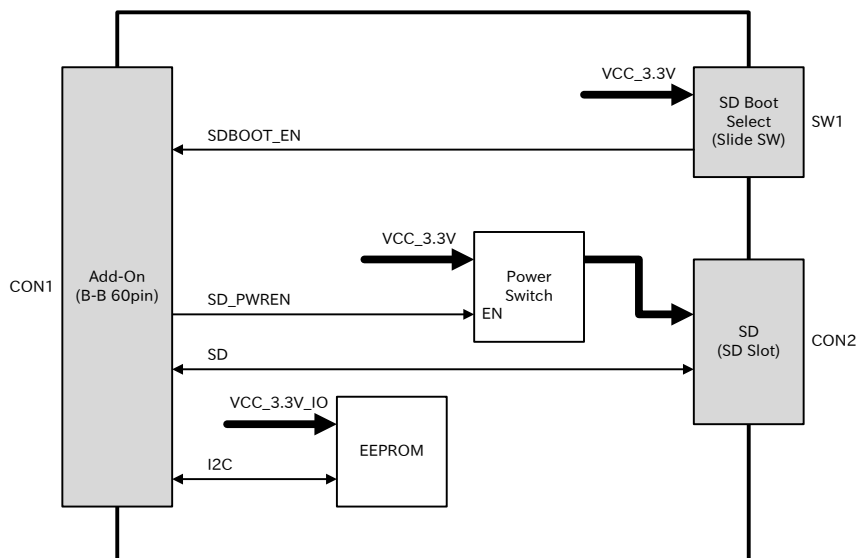 VCC_3.3V
SD Boot
Select
(Slide SW)
SW1
SDBOOT_EN
VCC_3.3V
Power
Switch
EN
CON1
Add-On
(B-B 60pin)
SD_PWREN
SD
(SD Slot)
CON2
SD
VCC_3.3V_IO
EEPROM
I2C